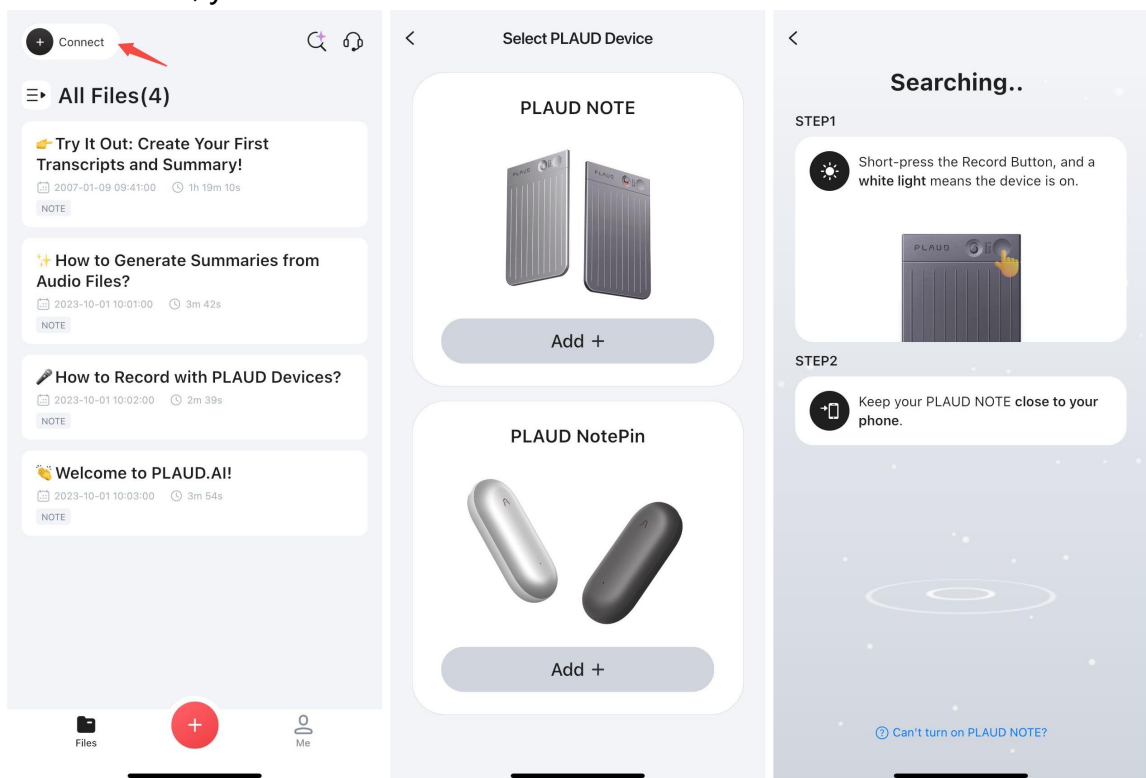 Connect
All Files(4)
👉Try It Out: Create Your First
Transcripts and Summary!
2007-01-09 09:41:00 1h 19m 10s
NOTE
✨How to Generate Summaries from
Audio Files?
2023-10-01 10:01:00 3m 42s
NOTE
🎤How to Record with PLAUD Devices?
2023-10-01 10:02:00 2m 39s
NOTE
👏Welcome to PLAUD.AI!
2023-10-01 10:03:00 3m 54s
NOTE
Files
Me
Select PLAUD Device
PLAUD NOTE
PLAUD
PLAUD
Add +
PLAUD NotePin
Add +
Searching..
STEP1
Short-press the Record Button, and a
white light means the device is on.
PLAUD
STEP2
Keep your PLAUD NOTE close to your
phone.
Can't turn on PLAUD NOTE?